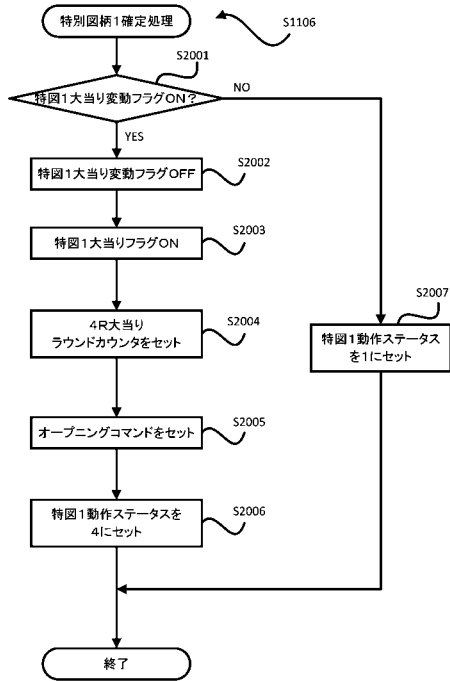 特別図柄1確定処理
S1106
S2001
特図1大当り変動フラグON?
NO
YES
特図1大当り変動フラグOFF
S2002
特図1大当りフラグON
S2003
4R大当り
ラウンドカウンタをセット
S2004
S2007
特図1動作ステータス
を1にセット
オープニングコマンドをセット
S2005
特図1動作ステータスを
4にセット
S2006
終了